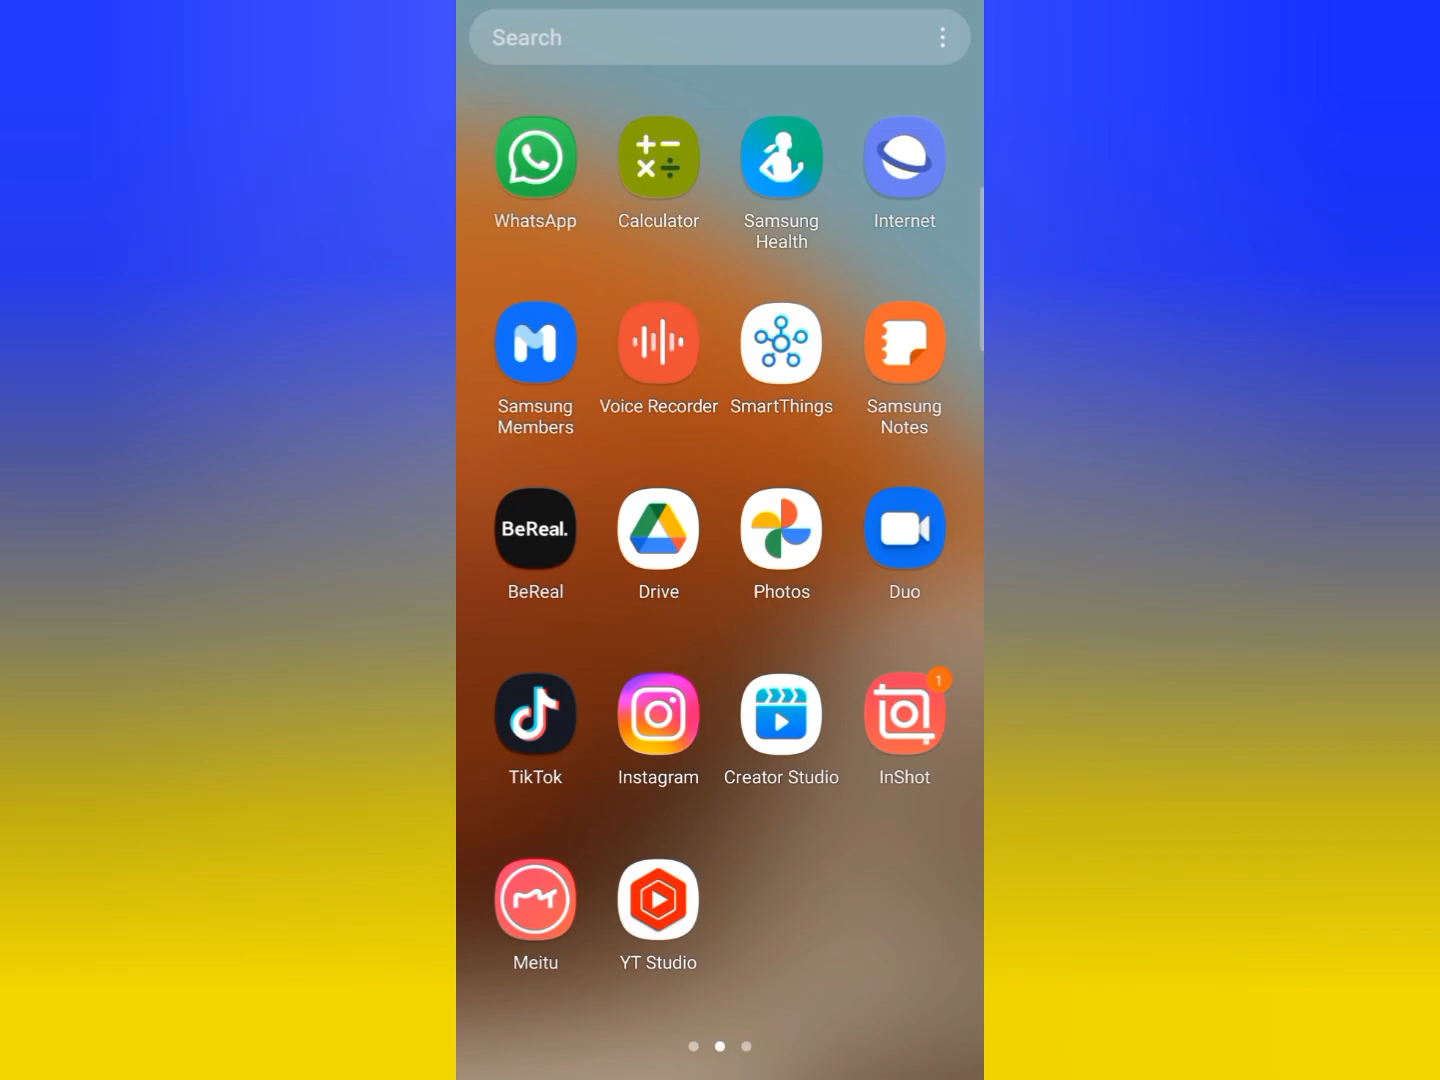 Search
WhatsApp
Calculator
Samsung
Health
Internet
Samsung
Members
Voice Recorder
SmartThings
Samsung
Notes
BeReal.
BeReal
Drive
Photos
Duo
1
TikTok
Instagram
Creator Studio
InShot
Meitu
YT Studio